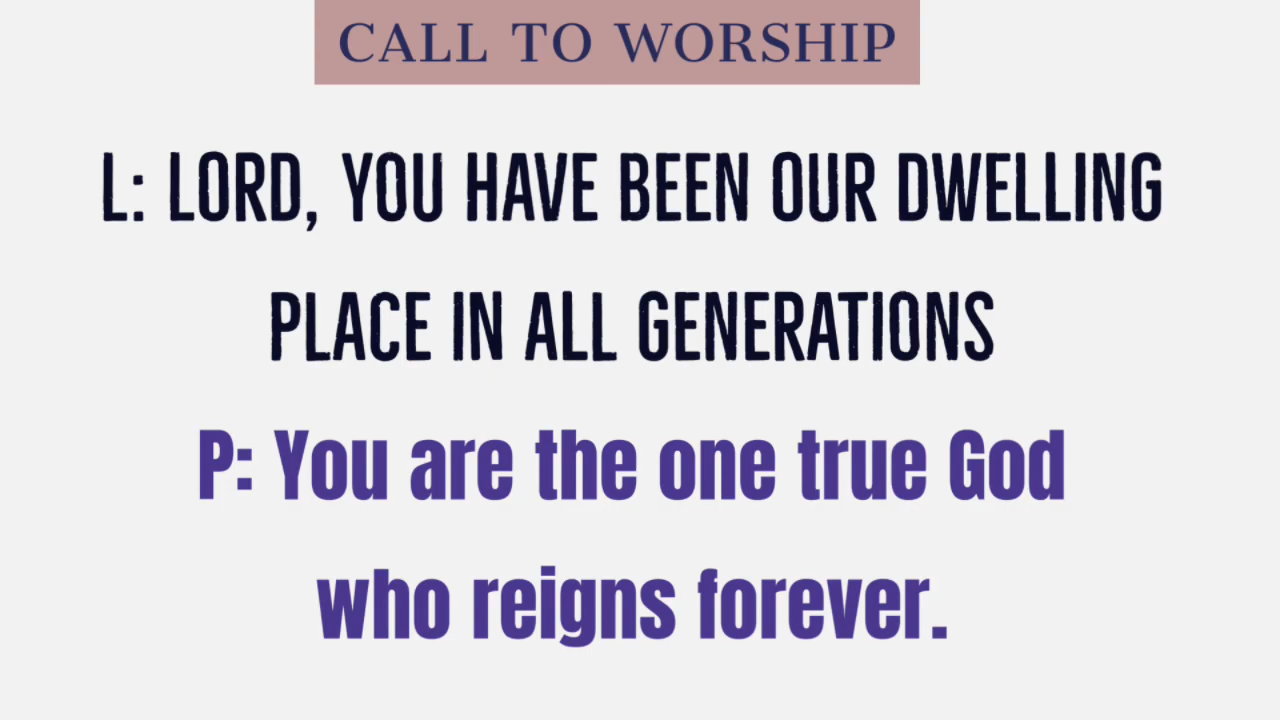 CALL TO WORSHIP
L: LORD, YOU HAVE BEEN OUR DWELLING
PLACE IN ALL GENERATIONS
P: You are the one true God
who reigns forever.